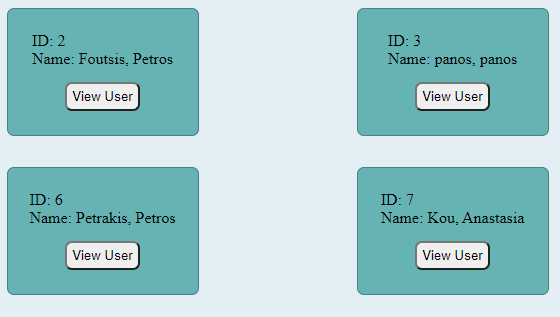 ID: 2
Name: Foutsis, Petros
View User
ID: 3
Name: panos, panos
View User
ID: 6
Name: Petrakis, Petros
View User
ID: 7
Name: Kou, Anastasia
View User